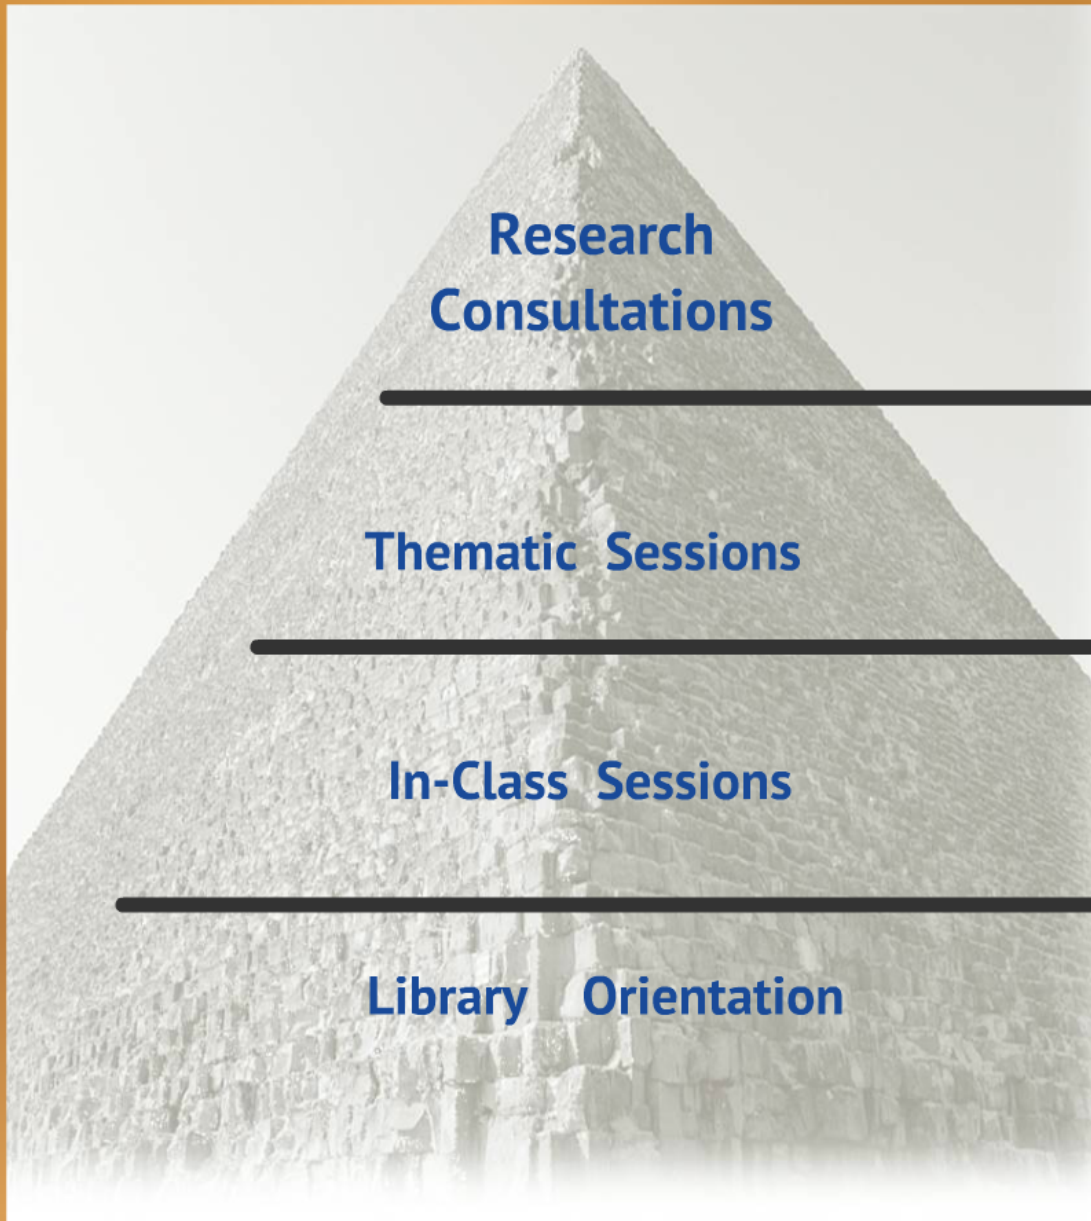 Research
Consultations
Thematic Sessions
In-Class Sessions
Library Orientation